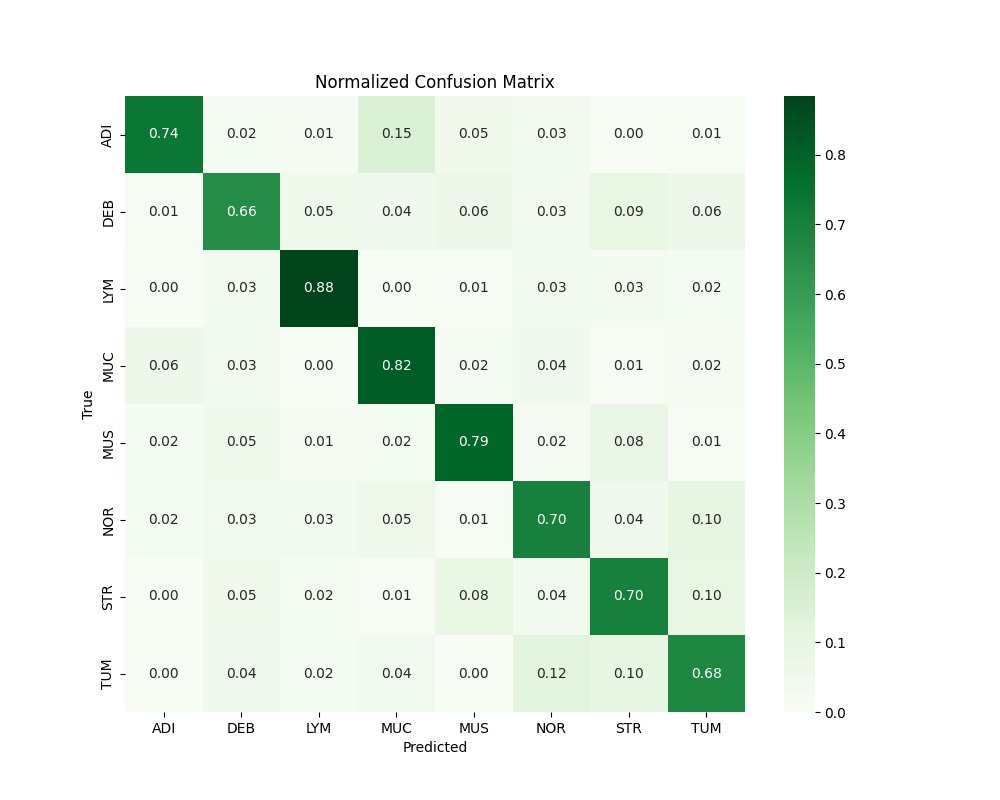 Normalized Confusion Matrix
ADI 0.74 0.02 0.01 0.15 0.05 0.03 0.00 0.01
DEB 0.01 0.66 0.05 0.04 0.06 0.03 0.09 0.06
LYM 0.00 0.03 0.88 0.00 0.01 0.03 0.03 0.02
MUC 0.06 0.03 0.00 0.82 0.02 0.04 0.01 0.02
MUS 0.02 0.05 0.01 0.02 0.79 0.02 0.08 0.01
NOR 0.02 0.03 0.03 0.05 0.01 0.70 0.04 0.10
STR 0.00 0.05 0.02 0.01 0.08 0.04 0.70 0.10
TUM 0.00 0.04 0.02 0.04 0.00 0.12 0.10 0.68
ADI DEB LYM MUC MUS NOR STR TUM
Predicted
True
0.8
0.7
0.6
0.5
0.4
0.3
0.2
0.1
0.0